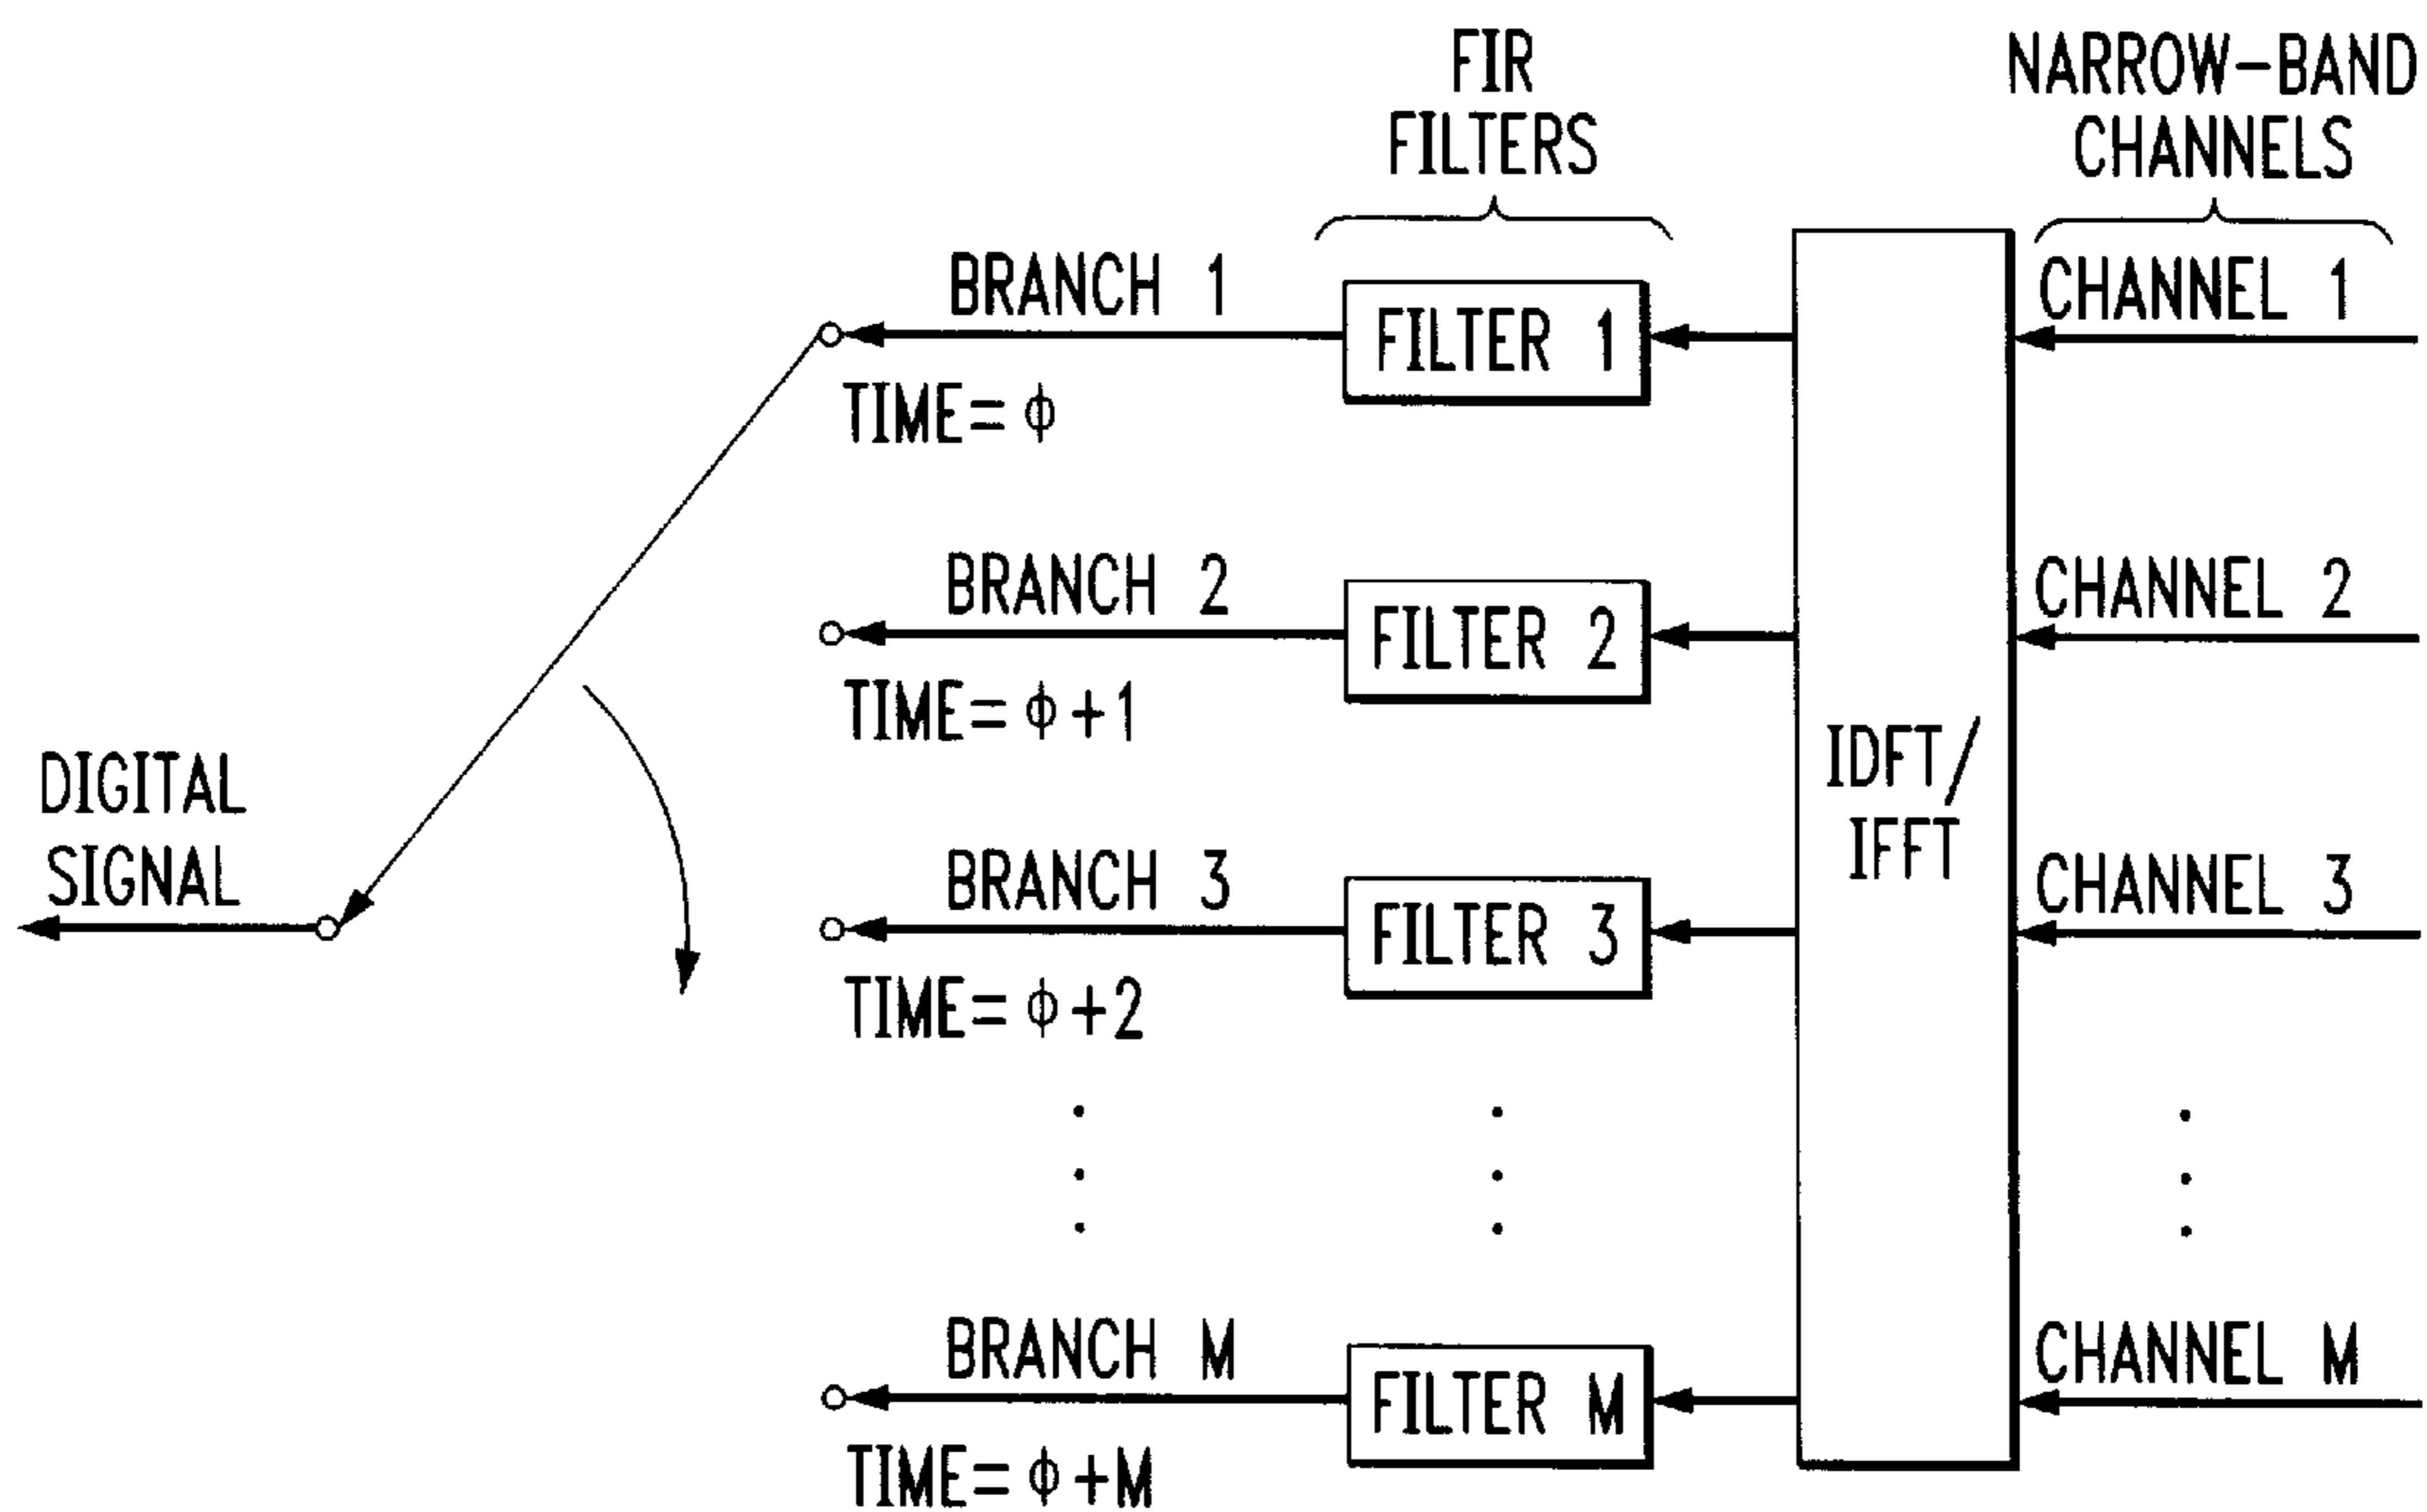 FIR
FILTERS
NARROW-BAND
CHANNELS
BRANCH 1
FILTER 1
CHANNEL 1
TIME= ϕ
BRANCH 2
FILTER 2
CHANNEL 2
TIME= ϕ+1
DIGITAL
SIGNAL
IDFT/
IFFT
BRANCH 3
FILTER 3
CHANNEL 3
TIME= ϕ+2
BRANCH M
FILTER M
CHANNEL M
TIME= ϕ+M